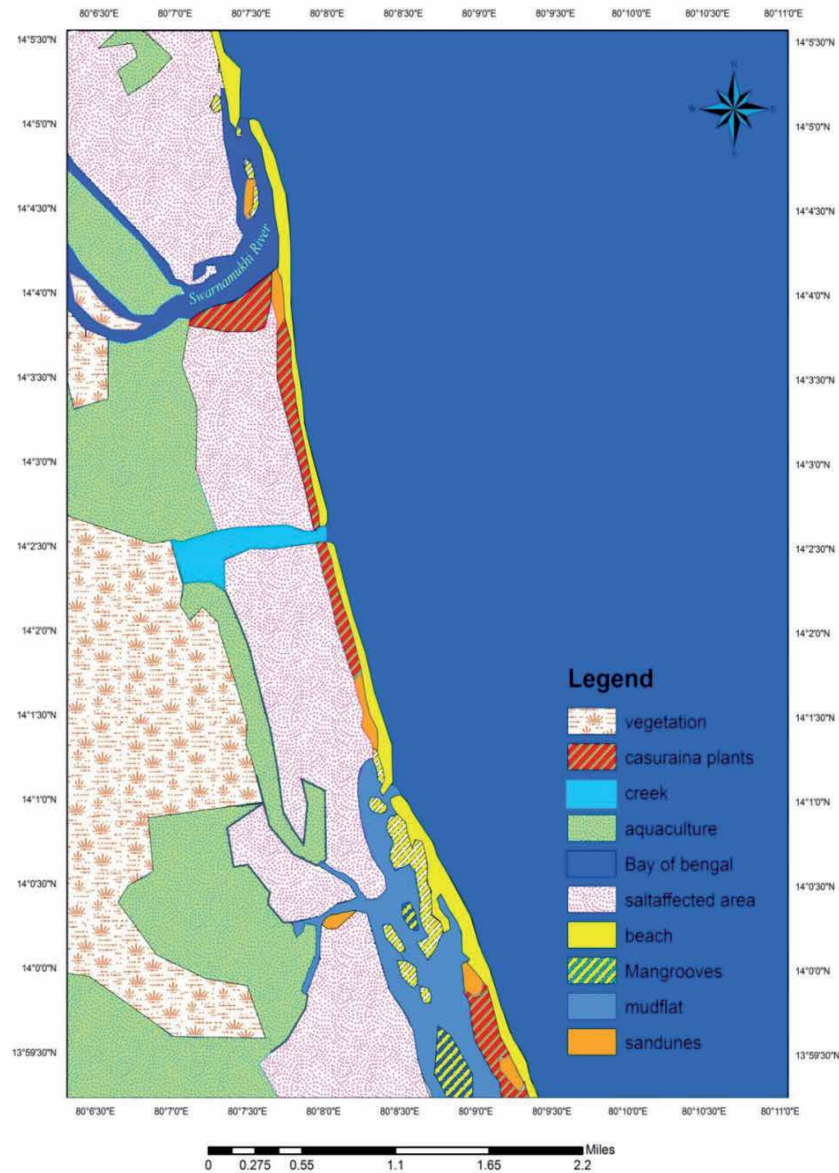 80°6'30"E 80°7'0"E 80°7'30"E 80°8'0"E 80°8'30"E 80°9'0"E 80°9'30"E 80°10'0"E 80°10'30"E 80°11'0"E
14°5'30"N 14°5'30"N
N
W E
S
14°5'0"N 14°5'0"N
14°4'30"N 14°4'30"N
Swarnamukhi River
14°4'0"N 14°4'0"N
14°3'30"N 14°3'30"N
14°3'0"N 14°3'0"N
14°2'30"N 14°2'30"N
14°2'0"N 14°2'0"N
Legend
vegetation
14°1'30"N 14°1'30"N
casuraina plants
creek
14°1'0"N 14°1'0"N
aquaculture
Bay of bengal
14°0'30"N 14°0'30"N
saltaffected area
beach
Mangrooves
14°0'0"N 14°0'0"N
mudflat
sandunes
13°59'30"N 13°59'30"N
80°6'30"E 80°7'0"E 80°7'30"E 80°8'0"E 80°8'30"E 80°9'0"E 80°9'30"E 80°10'0"E 80°10'30"E 80°11'0"E
Miles
0 0.275 0.55 1.1 1.65 2.2